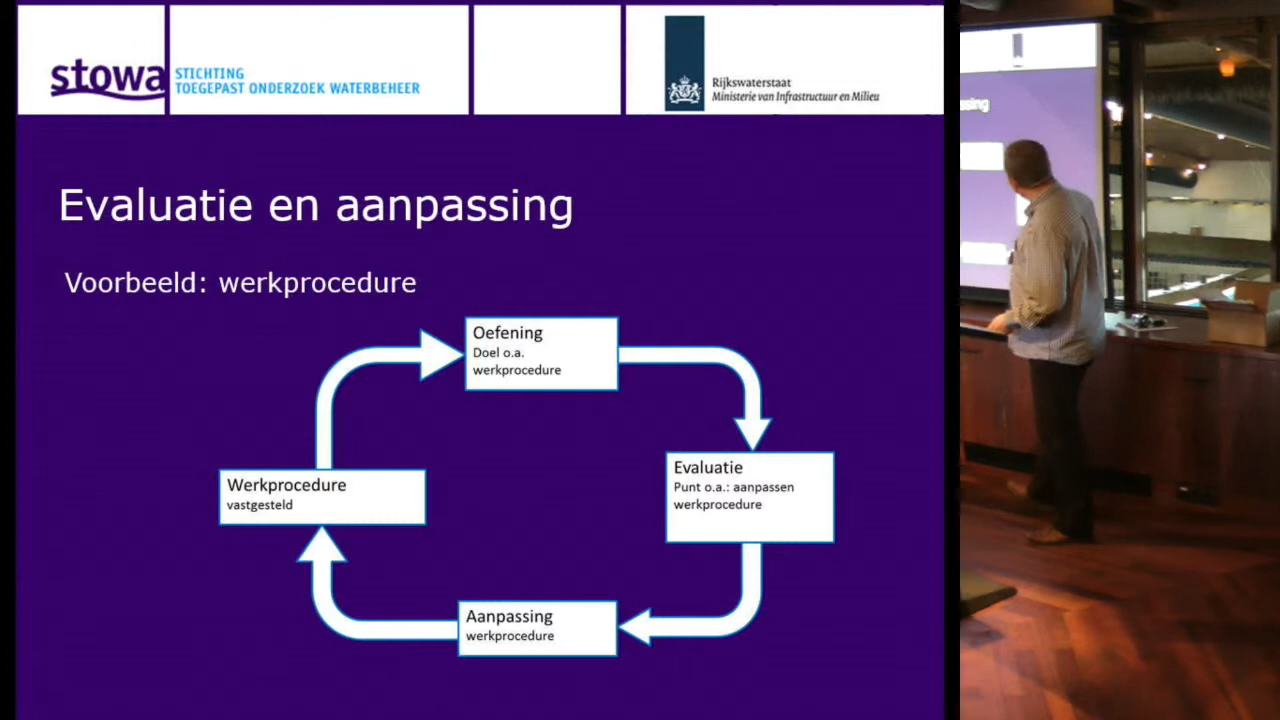 stowa
STICHTING
TOEGEPAST ONDERZOEK WATERBEHEER
Rijkswaterstaat
Ministerie van Infrastructuur en Milieu
Evaluatie en aanpassing
Voorbeeld: werkprocedure
Oefening
Doel o.a.
werkprocedure
Evaluatie
Punt o.a.: aanpassen
werkprocedure
Werkprocedure
vastgesteld
Aanpassing
werkprocedure